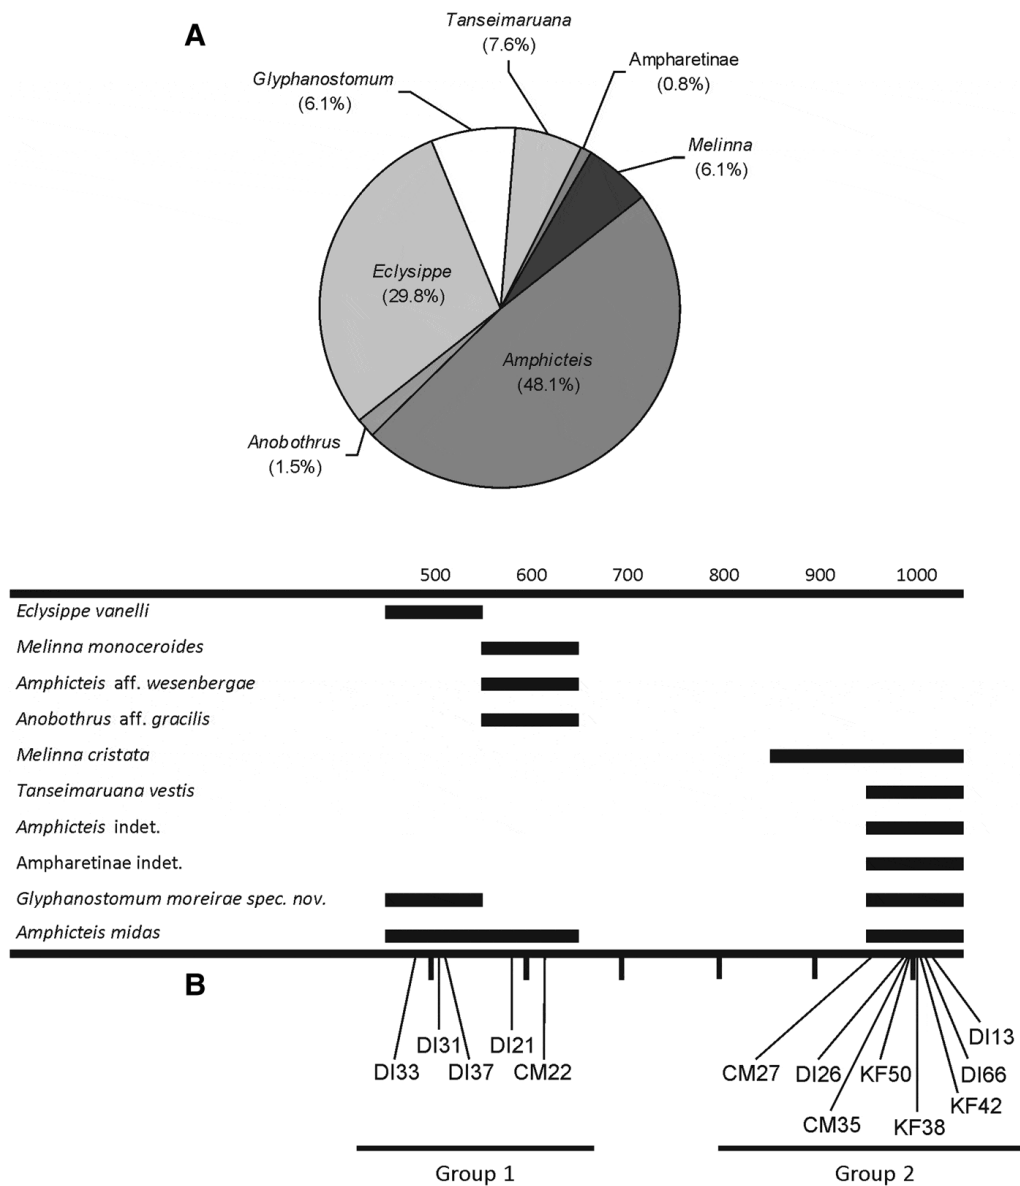 A
Tanseimaruana
(7.6%)
Ampharetinae
(0.8%)
Glyphanostomum
(6.1%)
Melinna
(6.1%)
Eclysippe
(29.8%)
Amphicteis
(48.1%)
Anobothrus
(1.5%)
500 600 700 800 900 1000
Eclysippe vanelli
Melinna monoceroides
Amphicteis aff. wesenbergae
Anobothrus aff. gracilis
Melinna cristata
Tanseimaruana vestis
Amphicteis indet.
Ampharetinae indet.
Glyphanostomum moreirae spec. nov.
Amphicteis midas
B
DI13
DI31 DI21
DI33 DI37 CM22 CM27 DI26 KF50 DI66
KF42
CM35 KF38
Group 1 Group 2